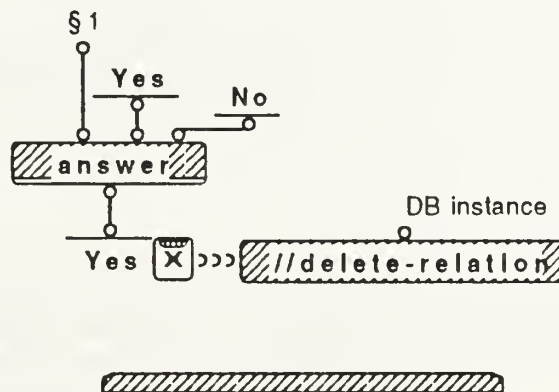 § 1
Yes
No
answer
DB instance
Yes X
//delete-relation